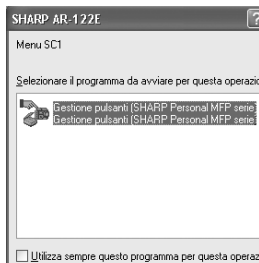 SHARP AR-122E
?
Menu SC1
Selezionare il programma da avviare per questa operazio
Gestione pulsanti (SHARP Personal MFP serie)
Gestione pulsanti (SHARP Personal MFP serie)
Utilizza sempre questo programma per questa operaz